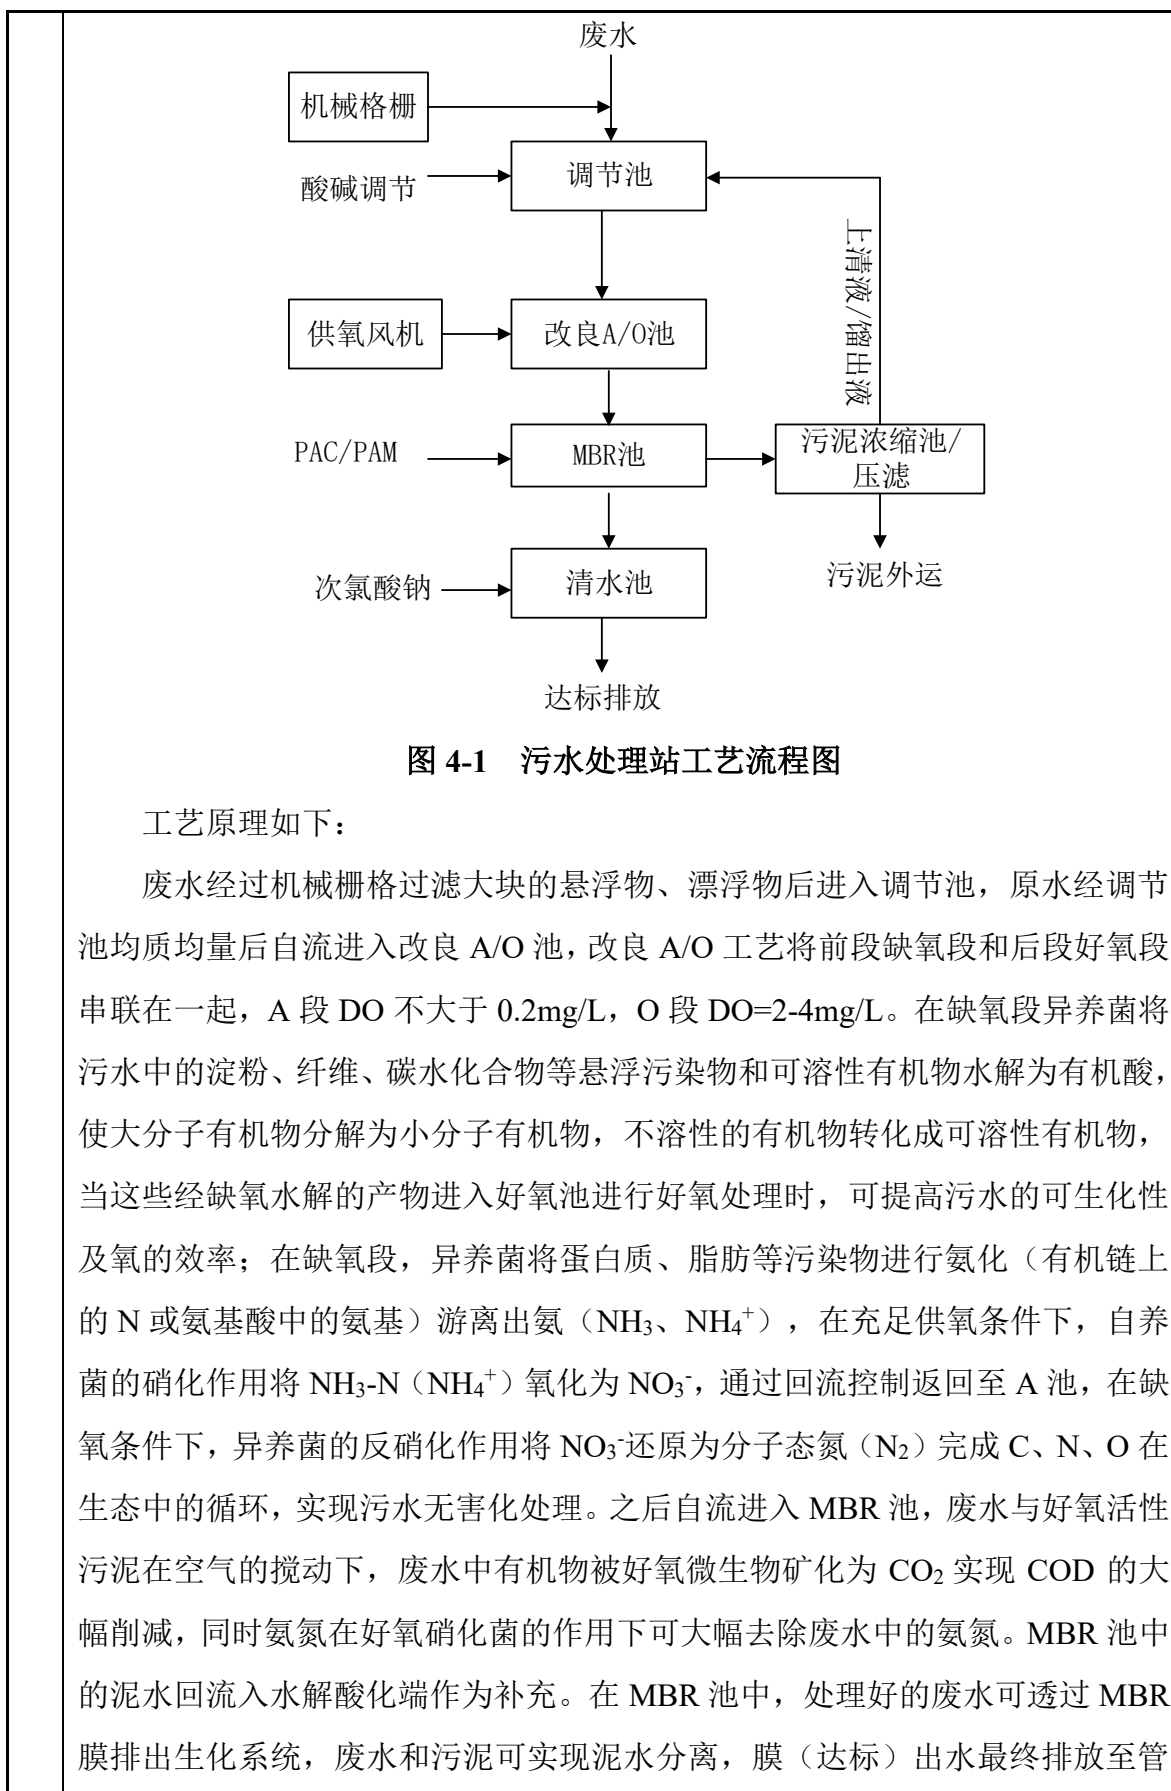 废水
机械格栅
酸碱调节
调节池
上清液/馏出液
供氧风机
改良A/O池
PAC/PAM
MBR池
污泥浓缩池/
压滤
次氯酸钠
清水池
污泥外运
达标排放
图 4-1 污水处理站工艺流程图
工艺原理如下：
废水经过机械栅格过滤大块的悬浮物、漂浮物后进入调节池，原水经调节
池均质均量后自流进入改良 A/O 池，改良 A/O 工艺将前段缺氧段和后段好氧段
串联在一起，A 段 DO 不大于 0.2mg/L，O 段 DO=2-4mg/L。在缺氧段异养菌将
污水中的淀粉、纤维、碳水化合物等悬浮污染物和可溶性有机物水解为有机酸，
使大分子有机物分解为小分子有机物，不溶性的有机物转化成可溶性有机物，
当这些经缺氧水解的产物进入好氧池进行好氧处理时，可提高污水的可生化性
及氧的效率；在缺氧段，异养菌将蛋白质、脂肪等污染物进行氨化（有机链上
的 N 或氨基酸中的氨基）游离出氨（NH₃、NH₄⁺），在充足供氧条件下，自养
菌的硝化作用将 NH₃-N（NH₄⁺）氧化为 NO₃⁻，通过回流控制返回至 A 池，在缺
氧条件下，异养菌的反硝化作用将 NO₃⁻还原为分子态氮（N₂）完成 C、N、O 在
生态中的循环，实现污水无害化处理。之后自流进入 MBR 池，废水与好氧活性
污泥在空气的搅动下，废水中有机物被好氧微生物矿化为 CO₂ 实现 COD 的大
幅削减，同时氨氮在好氧硝化菌的作用下可大幅去除废水中的氨氮。MBR 池中
的泥水回流入水解酸化端作为补充。在 MBR 池中，处理好的废水可透过 MBR
膜排出生化系统，废水和污泥可实现泥水分离，膜（达标）出水最终排放至管